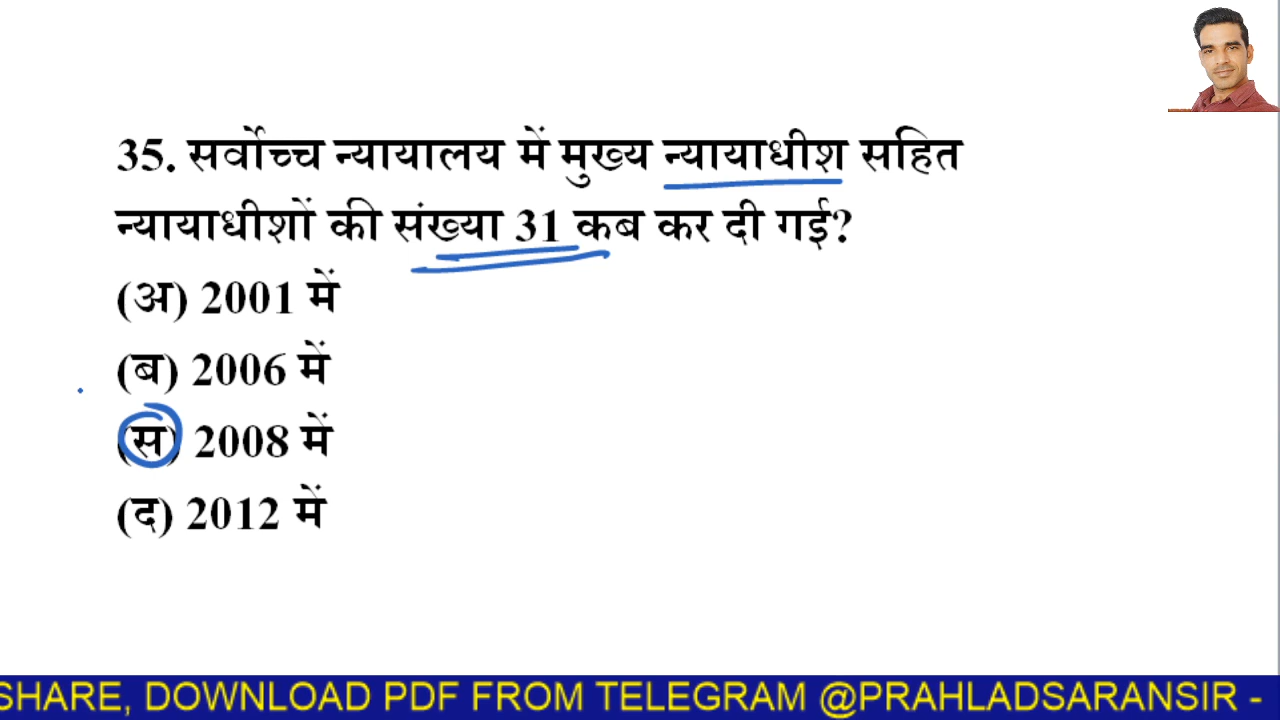 35. सर्वोच्च न्यायालय में मुख्य न्यायाधीश सहित
न्यायाधीशों की संख्या 31 कब कर दी गई?
(अ) 2001 में
(ब) 2006 में
(स) 2008 में
(द) 2012 में
SHARE, DOWNLOAD PDF FROM TELEGRAM @PRAHLADSARANSIR -